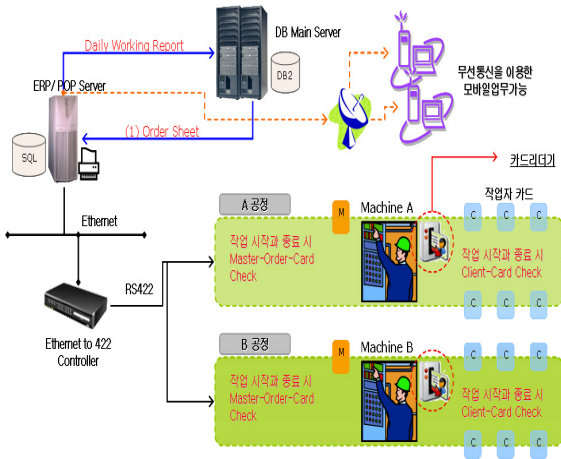 DB Main Server
Daily Working Report
DB2
무선통신을 이용한
모바일업무가능
ERP/POP Server
(1) Order Sheet
SQL
카드리더기
Ethernet
A 공정
M
Machine A
작업자 카드
C C C
작업 시작과 종료 시
Master-Order-Card
Check
작업 시작과 종료 시
Client-Card Check
C C C
RS422
Ethernet to 422
Controller
B 공정
M
Machine B
C C C
작업 시작과 종료 시
Master-Order-Card
Check
작업 시작과 종료 시
Client-Card Check
C C C